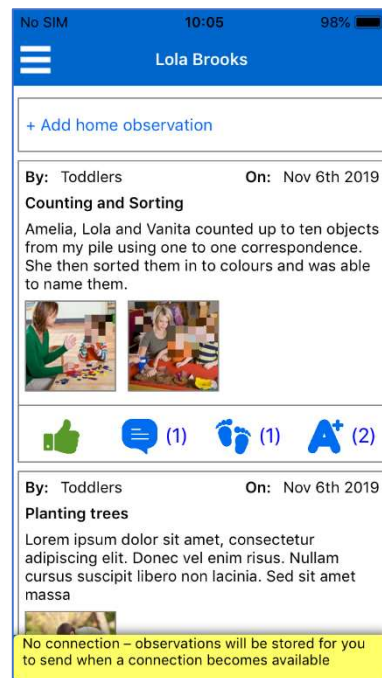 No SIM 10:05 98%
Lola Brooks
+ Add home observation
By: Toddlers On: Nov 6th 2019
Counting and Sorting
Amelia, Lola and Vanita counted up to ten objects
from my pile using one to one correspondence.
She then sorted them in to colours and was able
to name them.
(1) (1) A+ (2)
By: Toddlers On: Nov 6th 2019
Planting trees
Lorem ipsum dolor sit amet, consectetur
adipiscing elit. Donec vel enim risus. Nullam
cursus suscipit libero non lacinia. Sed sit amet
massa
No connection – observations will be stored for you
to send when a connection becomes available